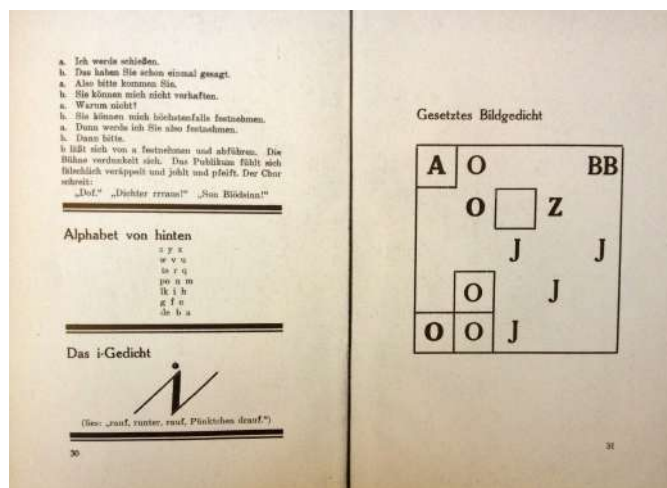 a. Ich werde schießen.
b. Das haben Sie schon einmal gesagt.
a. Also bitte kommen Sie.
b. Sie können mich nicht verhaften.
a. Warum nicht?
b. Sie können mich höchstenfalls festnehmen.
a. Dann werde ich Sie also festnehmen.
b. Dann bitte.
b läßt sich von a festnehmen und abführen. Die
Bühne verdunkelt sich. Das Publikum fühlt sich
fälschlich veräppelt und johlt und pfeift. Der Chor
schreit:
„Dof.“ „Dichter rrraus!“ „Son Blödsinn!“
Alphabet von hinten
z y x
w v u
ts r q
po n m
lk i h
g f e
dc b a
Das i-Gedicht
i
(lies: „rauf, runter, rauf, Pünktchen drauf.“)
30
Gesetztes Bildgedicht
A O BB
O Z
J J
O J
O O J
31